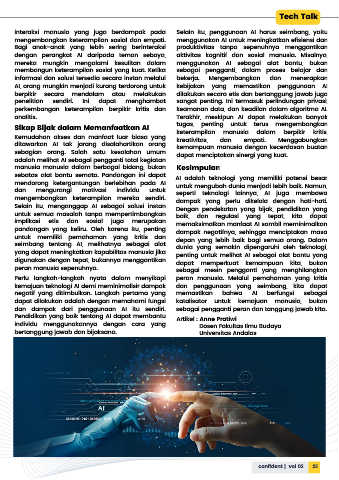 Tech Talk
interaksi manusia yang juga berdampak pada
mengembangkan keterampilan sosial dan empati.
Bagi anak-anak yang lebih sering berinteraksi
dengan perangkat AI daripada teman sebaya,
mereka mungkin mengalami kesulitan dalam
membangun keterampilan sosial yang kuat. Ketika
informasi dan solusi tersedia secara instan melalui
AI, orang mungkin menjadi kurang terdorong untuk
berpikir secara mendalam atau melakukan
penelitian sendiri. Ini dapat menghambat
perkembangan keterampilan berpikir kritis dan
analitis.
Sikap Bijak dalam Memanfaatkan AI
Kemudahan akses dan manfaat luar biasa yang
ditawarkan AI tak jarang disalahartikan orang
sebagian orang. Salah satu kesalahan umum
adalah melihat AI sebagai pengganti total kegiatan
manusia manusia dalam berbagai bidang, bukan
sebatas alat bantu semata. Pandangan ini dapat
mendorong ketergantungan berlebihan pada AI
dan mengurangi motivasi individu untuk
mengembangkan keterampilan mereka sendiri.
Selain itu, menganggap AI sebagai solusi instan
untuk semua masalah tanpa mempertimbangkan
implikasi etis dan sosial juga merupakan
pandangan yang keliru. Oleh karena itu, penting
untuk memiliki pemahaman yang kritis dan
seimbang tentang AI, melihatnya sebagai alat
yang dapat meningkatkan kapabilitas manusia jika
digunakan dengan tepat, bukannya menggantikan
peran manusia sepenuhnya.
Perlu langkah-langkah nyata dalam menyikapi
kemajuan teknologi AI demi meminimalisir dampak
negatif yang ditimbulkan. Langkah pertama yang
dapat dilakukan adalah dengan memahami fungsi
dan dampak dari penggunaan AI itu sendiri.
Pendidikan yang baik tentang AI dapat membantu
individu menggunakannya dengan cara yang
bertanggung jawab dan bijaksana.
Selain itu, penggunaan AI harus seimbang, yaitu
menggunakan AI untuk meningkatkan efisiensi dan
produktivitas tanpa sepenuhnya menggantikan
aktivitas kognitif dan sosial manusia. Misalnya
menggunakan AI sebagai alat bantu, bukan
sebagai pengganti, dalam proses belajar dan
bekerja. Mengembangkan dan menerapkan
kebijakan yang memastikan penggunaan AI
dilakukan secara etis dan bertanggung jawab juga
sangat penting. Ini termasuk perlindungan privasi,
keamanan data, dan keadilan dalam algoritma AI.
Terakhir, meskipun AI dapat melakukan banyak
tugas, penting untuk terus mengembangkan
keterampilan manusia dalam berpikir kritis,
kreativitas, dan empati. Menggabungkan
kemampuan manusia dengan kecerdasan buatan
dapat menciptakan sinergi yang kuat.
Kesimpulan
AI adalah teknologi yang memiliki potensi besar
untuk mengubah dunia menjadi lebih baik. Namun,
seperti teknologi lainnya, AI juga membawa
dampak yang perlu dikelola dengan hati-hati.
Dengan pendekatan yang bijak, pendidikan yang
baik, dan regulasi yang tepat, kita dapat
memaksimalkan manfaat AI sambil meminimalkan
dampak negatifnya, sehingga menciptakan masa
depan yang lebih baik bagi semua orang. Dalam
dunia yang semakin dipengaruhi oleh teknologi,
penting untuk melihat AI sebagai alat bantu yang
dapat memperkuat kemampuan kita, bukan
sebagai mesin pengganti yang menghilangkan
peran manusia. Melalui pemahaman yang kritis
dan penggunaan yang seimbang, kita dapat
memastikan bahwa AI berfungsi sebagai
katalisator untuk kemajuan manusia, bukan
sebagai pengganti peran dan tanggung jawab kita.
Artikel : Anne Pratiwi
Dosen Fakultas Ilmu Budaya
Universitas Andalas
AI
confident | vol 02